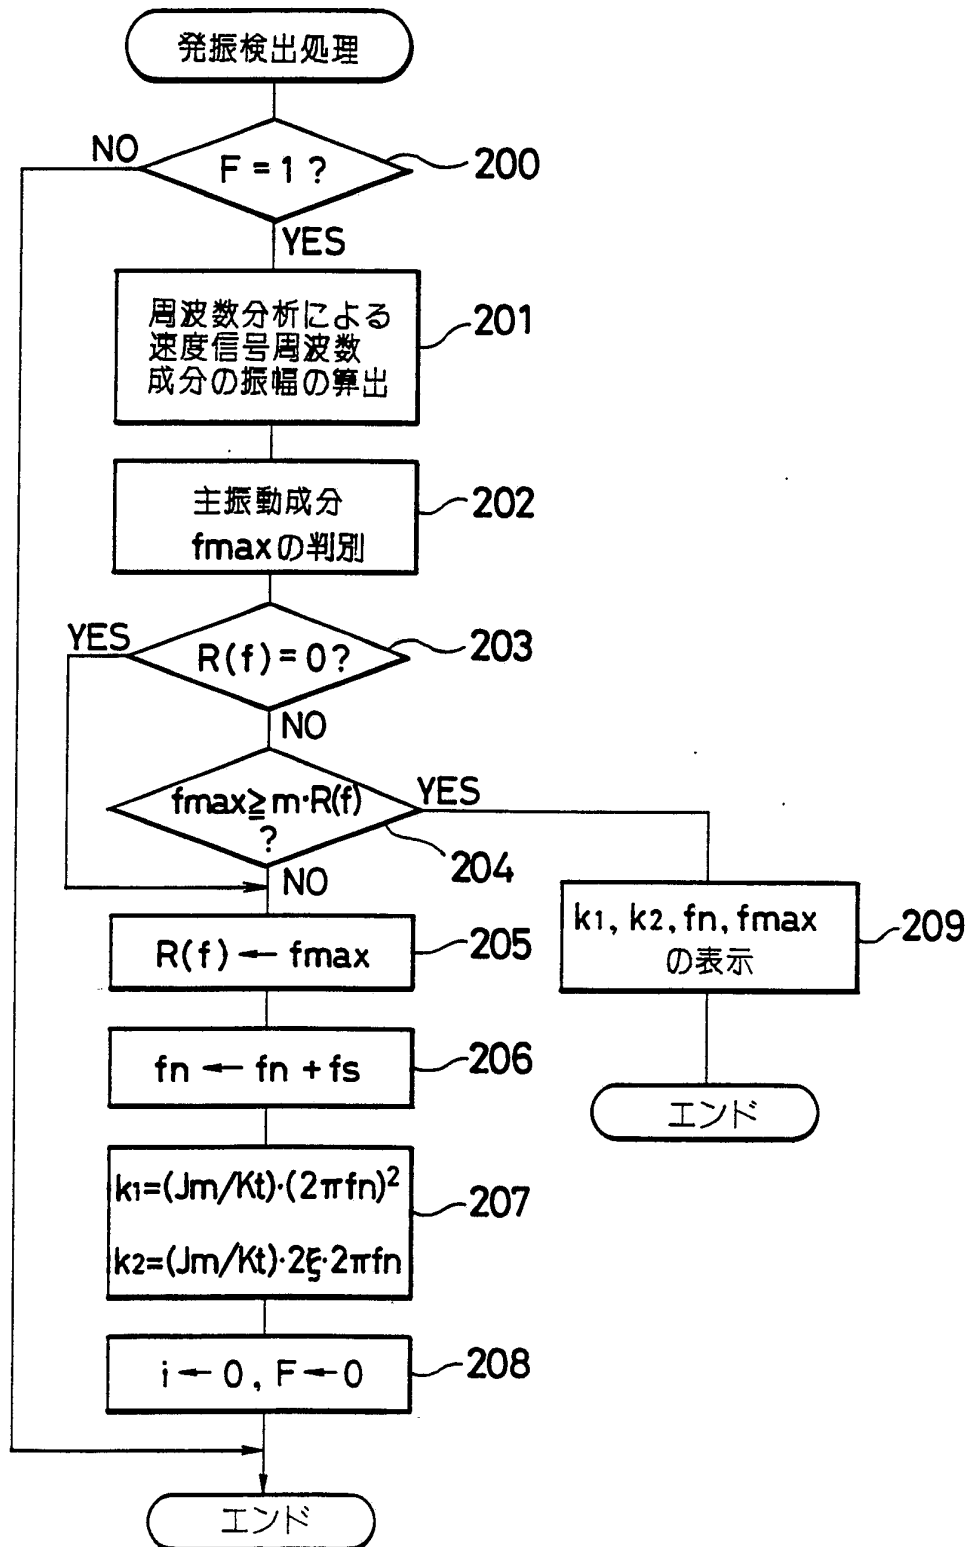 発振検出処理
NO
F = 1 ?
200
YES
周波数分析による
速度信号周波数
成分の振幅の算出
201
主振動成分
fmaxの判別
202
YES
R(f) = 0 ?
203
NO
fmax≧m·R(f)
?
YES
204
NO
k1, k2, fn, fmax
の表示
209
R(f) ← fmax
205
fn ← fn + fs
206
エンド
k1=(Jm/Kt)·(2πfn)²
k2=(Jm/Kt)·2ξ·2πfn
207
i ← 0 , F ← 0
208
エンド